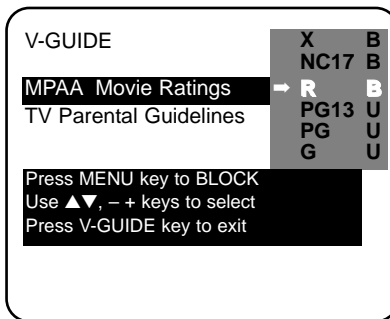 V-GUIDE
X B
NC17 B
MPAA Movie Ratings ➡ R B
TV Parental Guidelines
PG13 U
PG U
G U
Press MENU key to BLOCK
Use ▲▼, – + keys to select
Press V-GUIDE key to exit